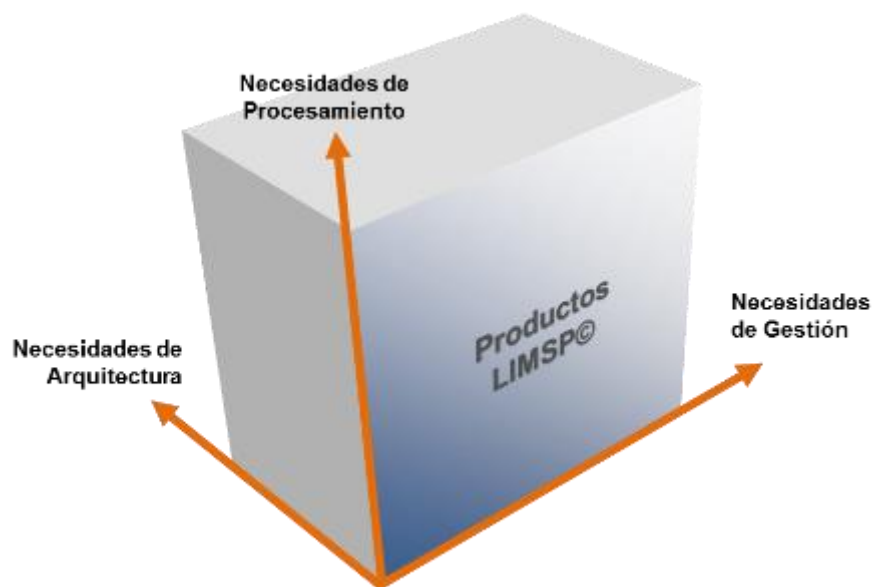 Necesidades de
Procesamiento
Necesidades
de Gestión
Necesidades de
Arquitectura
Productos
LIMSP©